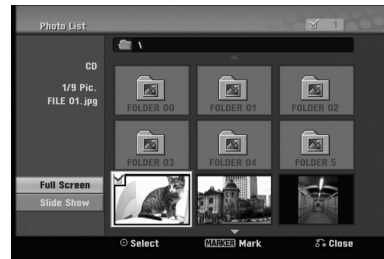 Photo List
1
\
CD
1/9 Pic.
FILE 01.jpg
FOLDER 00
FOLDER 01
FOLDER 02
FOLDER 03
FOLDER 04
FOLDER 5
Full Screen
Slide Show
Select
MARKER Mark
Close